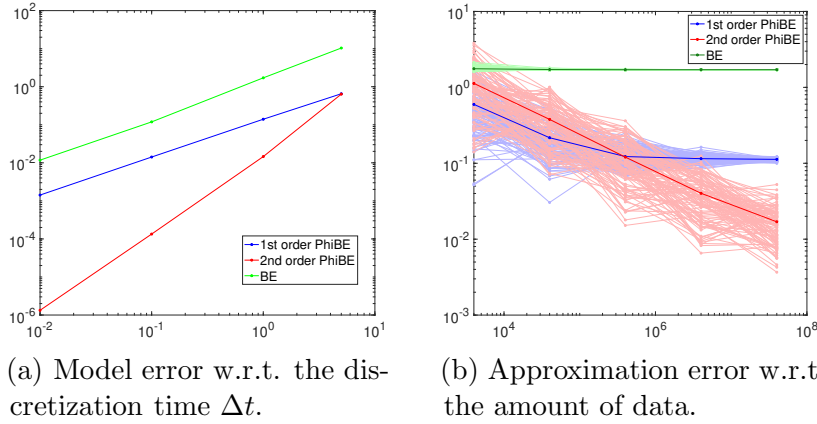 10^2
10^0
10^-2
10^-4
10^-6
10^-2
10^-1
10^0
10^1
1st order PhiBE
2nd order PhiBE
BE
(a) Model error w.r.t. the dis-
cretization time Δt.
10^1
10^0
10^-1
10^-2
10^-3
10^4
10^6
10^8
1st order PhiBE
2nd order PhiBE
BE
(b) Approximation error w.r.t
the amount of data.